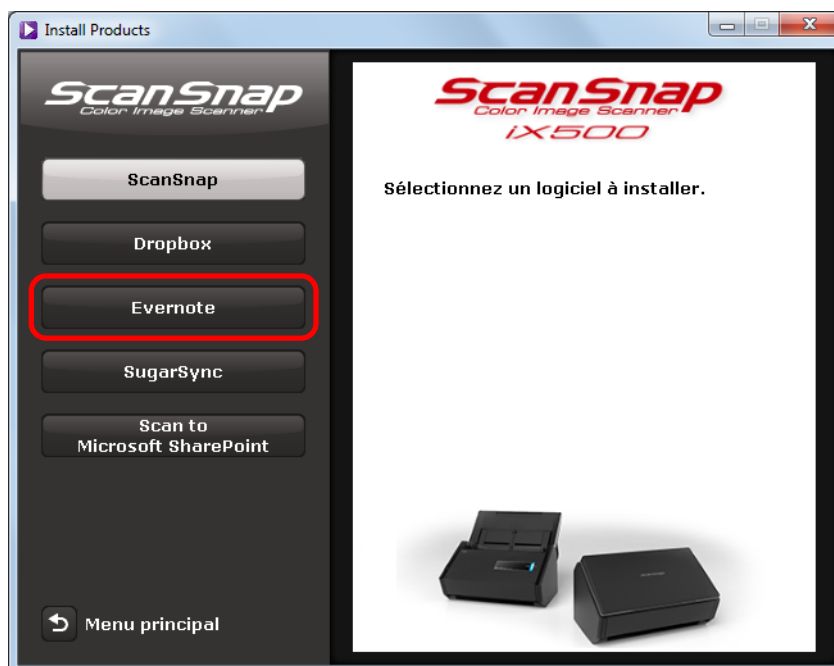 Install Products
ScanSnap
Color Image Scanner
ScanSnap
Dropbox
Evernote
SugarSync
Scan to
Microsoft SharePoint
Menu principal
ScanSnap
Color Image Scanner
iX500
Sélectionnez un logiciel à installer.